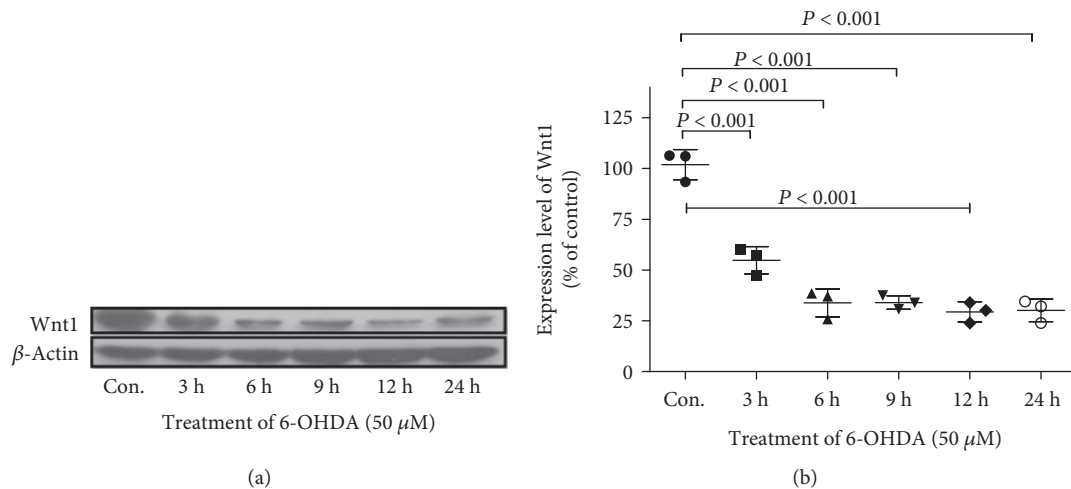 Wnt1
β-Actin
Con. 3 h 6 h 9 h 12 h 24 h
Treatment of 6-OHDA (50 μM)
(a)
P < 0.001
P < 0.001
P < 0.001
P < 0.001
P < 0.001
Expression level of Wnt1
(% of control)
125
100
75
50
25
0
Con. 3 h 6 h 9 h 12 h 24 h
Treatment of 6-OHDA (50 μM)
(b)